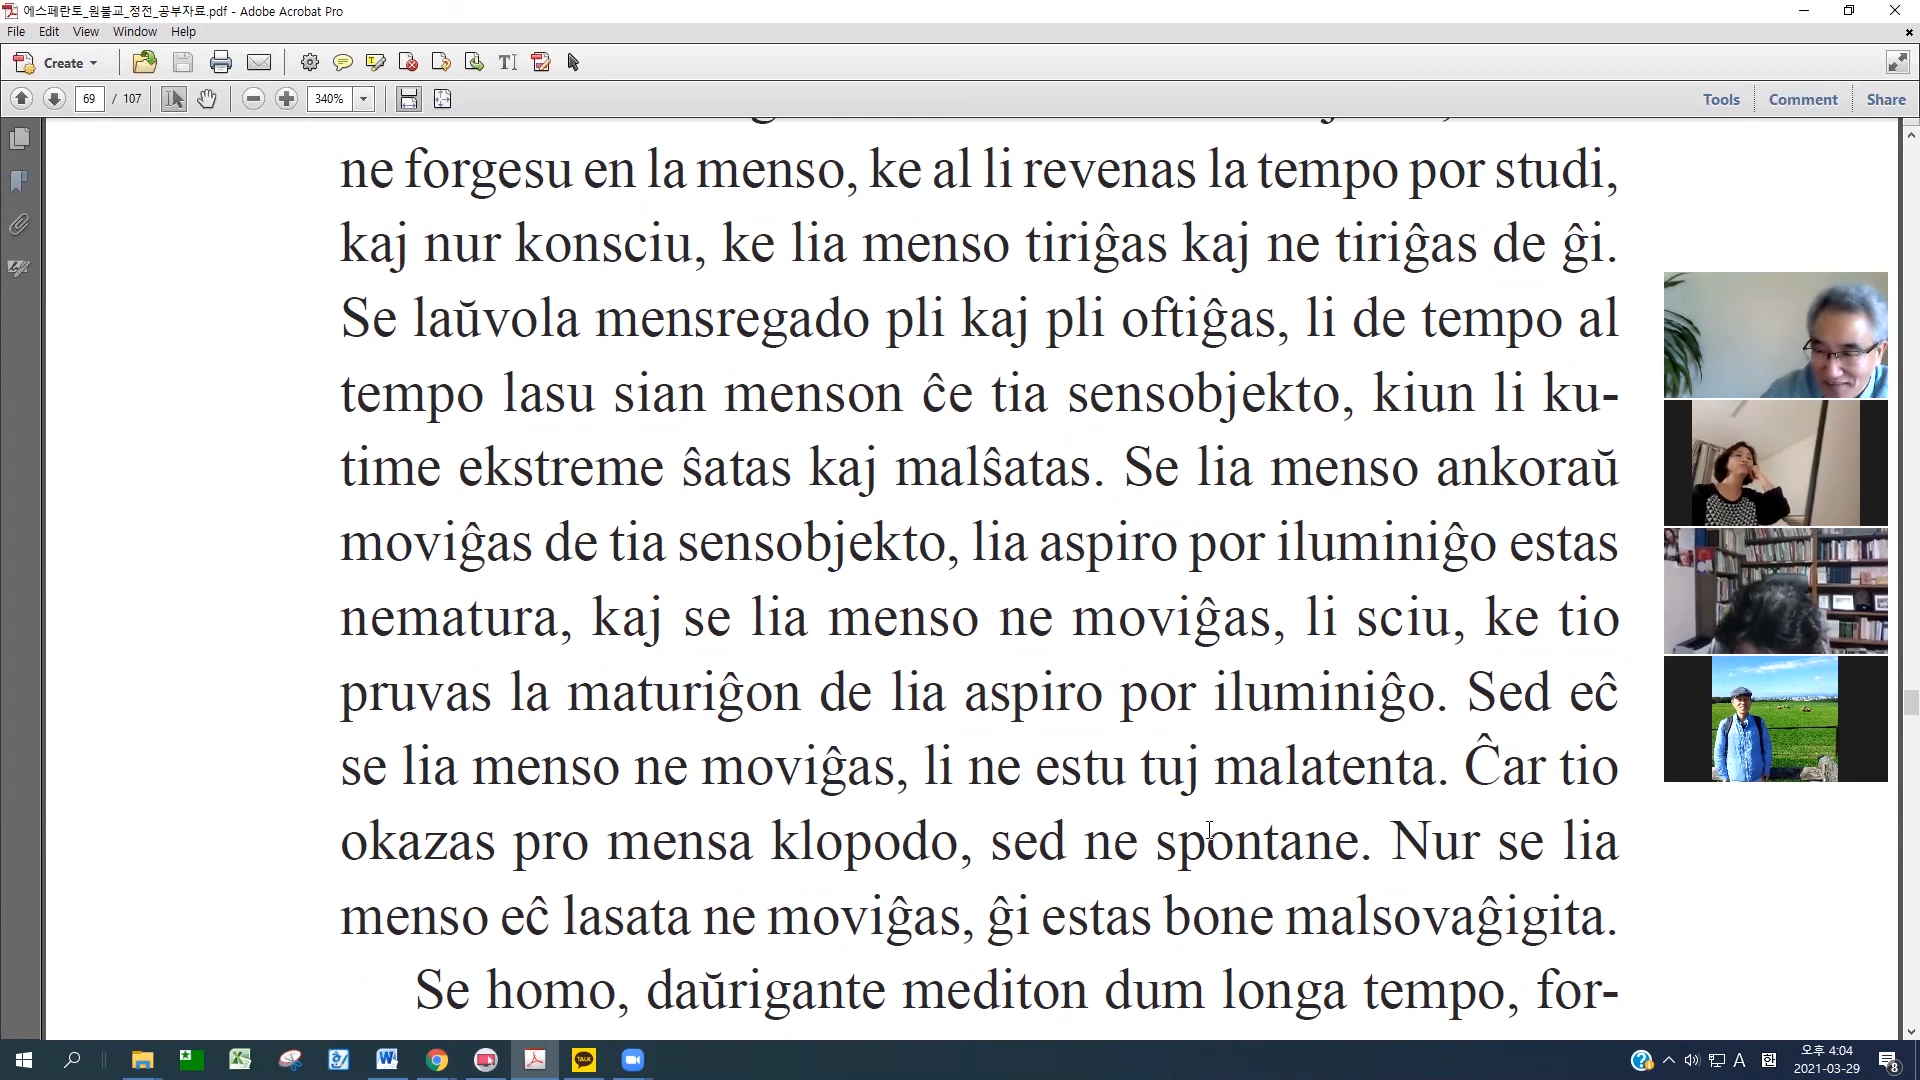 에스페란토_원불교_정전_공부자료.pdf - Adobe Acrobat Pro
File Edit View Window Help
Create
69 / 107
340%
Tools Comment Share
ne forgesu en la menso, ke al li revenas la tempo por studi,
kaj nur konsciu, ke lia menso tiriĝas kaj ne tiriĝas de ĝi.
Se laŭvola mensregado pli kaj pli oftiĝas, li de tempo al
tempo lasu sian menson ĉe tia sensobjekto, kiun li ku-
time ekstreme ŝatas kaj malŝatas. Se lia menso ankoraŭ
moviĝas de tia sensobjekto, lia aspiro por iluminiĝo estas
nematura, kaj se lia menso ne moviĝas, li sciu, ke tio
pruvas la maturiĝon de lia aspiro por iluminiĝo. Sed eĉ
se lia menso ne moviĝas, li ne estu tuj malatenta. Ĉar tio
okazas pro mensa klopodo, sed ne spontane. Nur se lia
menso eĉ lasata ne moviĝas, ĝi estas bone malsovaĝigita.
Se homo, daŭrigante mediton dum longa tempo, for-
TALK
A 한
오후 4:04
2021-03-29
8